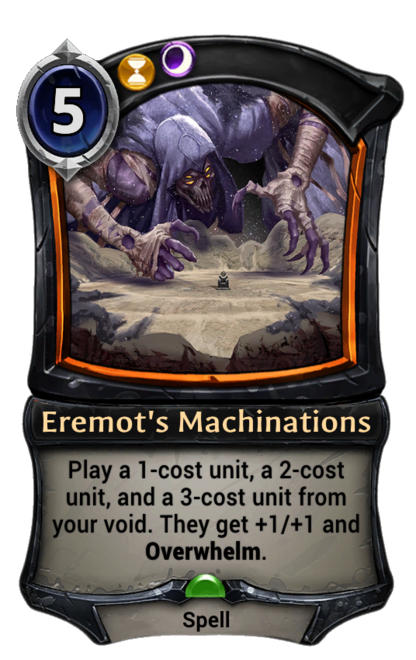 5
Eremot's Machinations
Play a 1-cost unit, a 2-cost
unit, and a 3-cost unit from
your void. They get +1/+1 and
Overwhelm.
Spell